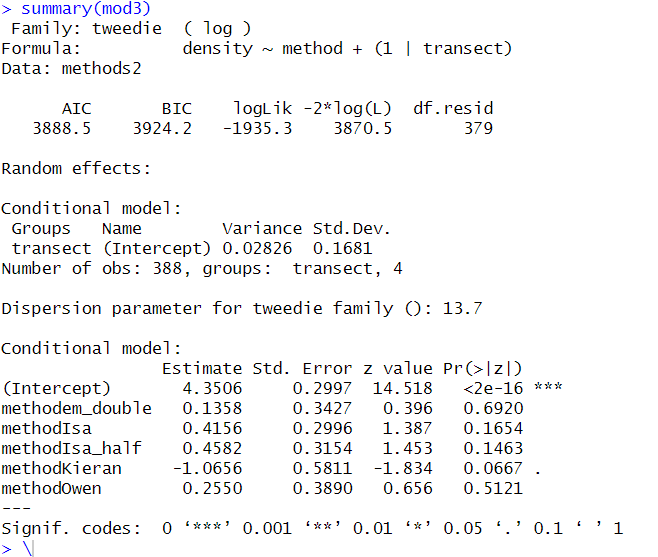 > summary(mod3)
 Family: tweedie  ( log )
Formula:          density ~ method + (1 | transect)
Data: methods2

      AIC       BIC    logLik -2*log(L)  df.resid
   3888.5    3924.2   -1935.3    3870.5       379

Random effects:

Conditional model:
 Groups   Name        Variance Std.Dev.
 transect (Intercept) 0.02826  0.1681
Number of obs: 388, groups:  transect, 4

Dispersion parameter for tweedie family (): 13.7

Conditional model:
                Estimate Std. Error z value Pr(>|z|)
(Intercept)       4.3506     0.2997  14.518   <2e-16 ***
methodem_double   0.1358     0.3427   0.396   0.6920
methodIsa         0.4156     0.2996   1.387   0.1654
methodIsa_half    0.4582     0.3154   1.453   0.1463
methodKieran     -1.0656     0.5811  -1.834   0.0667 .
methodOwen        0.2550     0.3890   0.656   0.5121
---
Signif. codes:  0 ‘***’ 0.001 ‘**’ 0.01 ‘*’ 0.05 ‘.’ 0.1 ‘ ’ 1
> \